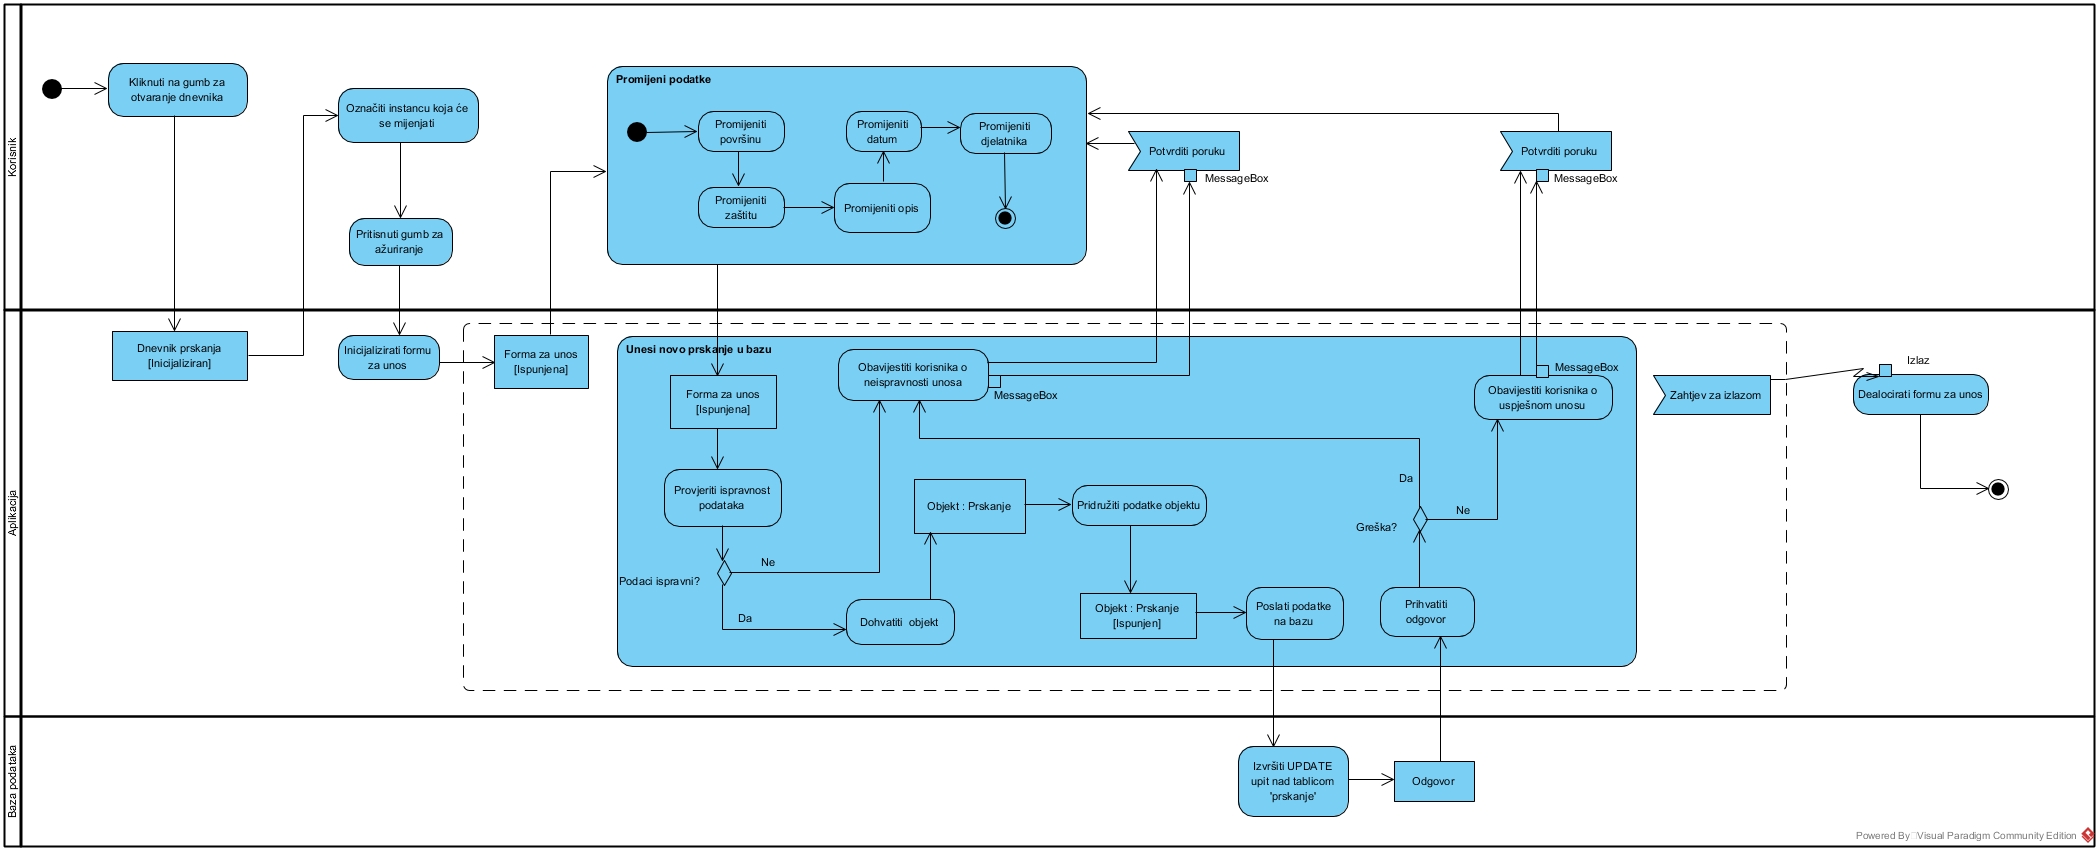 Korisnik
Kliknuti na gumb za
otvaranje dnevnika
Označiti instancu koja će
se mijenjati
Pritisnuti gumb za
ažuriranje
Promijeni podatke
Promijeniti
površinu
Promijeniti
zaštitu
Promijeniti opis
Promijeniti
datum
Promijeniti
djelatnika
Potvrditi poruku
MessageBox
Potvrditi poruku
MessageBox
Aplikacija
Dnevnik prskanja
[Inicijaliziran]
Inicijalizirati formu
za unos
Forma za unos
[Ispunjena]
Unesi novo prskanje u bazu
Forma za unos
[Ispunjena]
Provjeriti ispravnost
podataka
Podaci ispravni?
Ne
Da
Obavijestiti korisnika o
neispravnosti unosa
MessageBox
Dohvatiti  objekt
Objekt : Prskanje
Pridružiti podatke objektu
Objekt : Prskanje
[Ispunjen]
Poslati podatke
na bazu
Prihvatiti
odgovor
Greška?
Da
Ne
MessageBox
Obavijestiti korisnika o
uspješnom unosu
Zahtjev za izlazom
Izlaz
Dealocirati formu za unos
Baza podataka
Izvršiti UPDATE
upit nad tablicom
'prskanje'
Odgovor
Powered By Visual Paradigm Community Edition